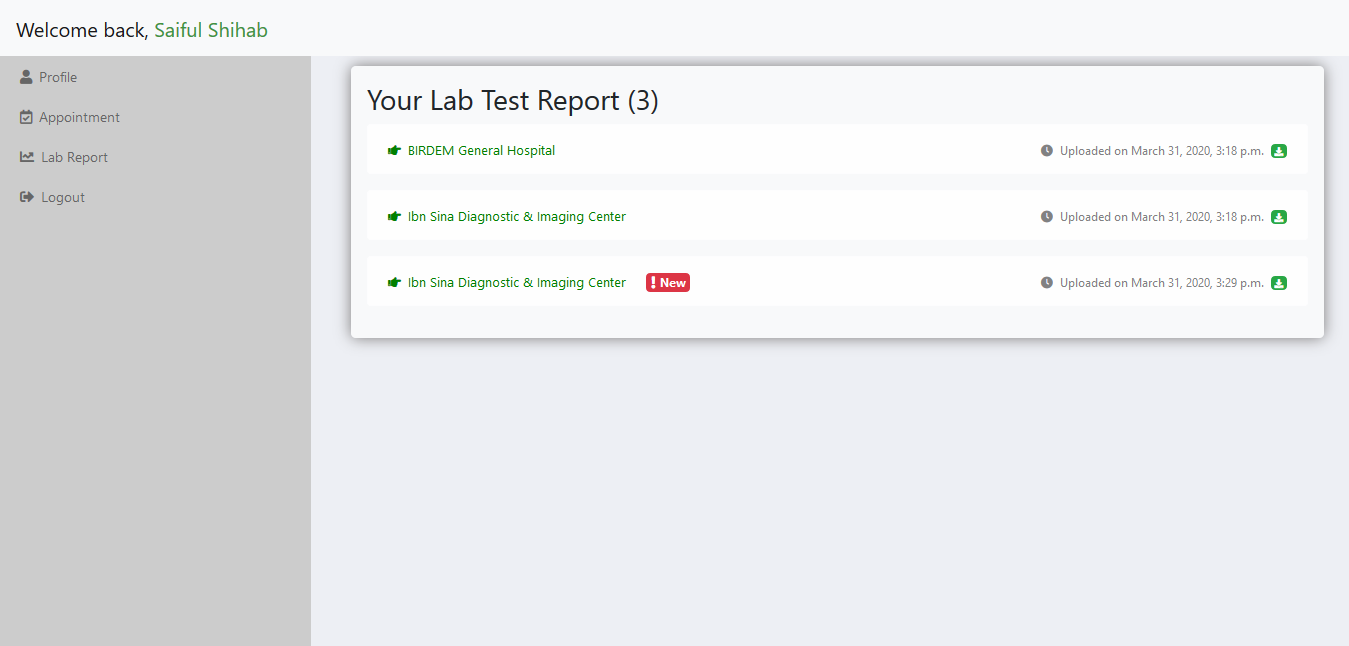 Welcome back, Saiful Shihab
Profile
Appointment
Lab Report
Logout
Your Lab Test Report (3)
BIRDEM General Hospital Uploaded on March 31, 2020, 3:18 p.m.
Ibn Sina Diagnostic & Imaging Center Uploaded on March 31, 2020, 3:18 p.m.
Ibn Sina Diagnostic & Imaging Center ! New Uploaded on March 31, 2020, 3:29 p.m.